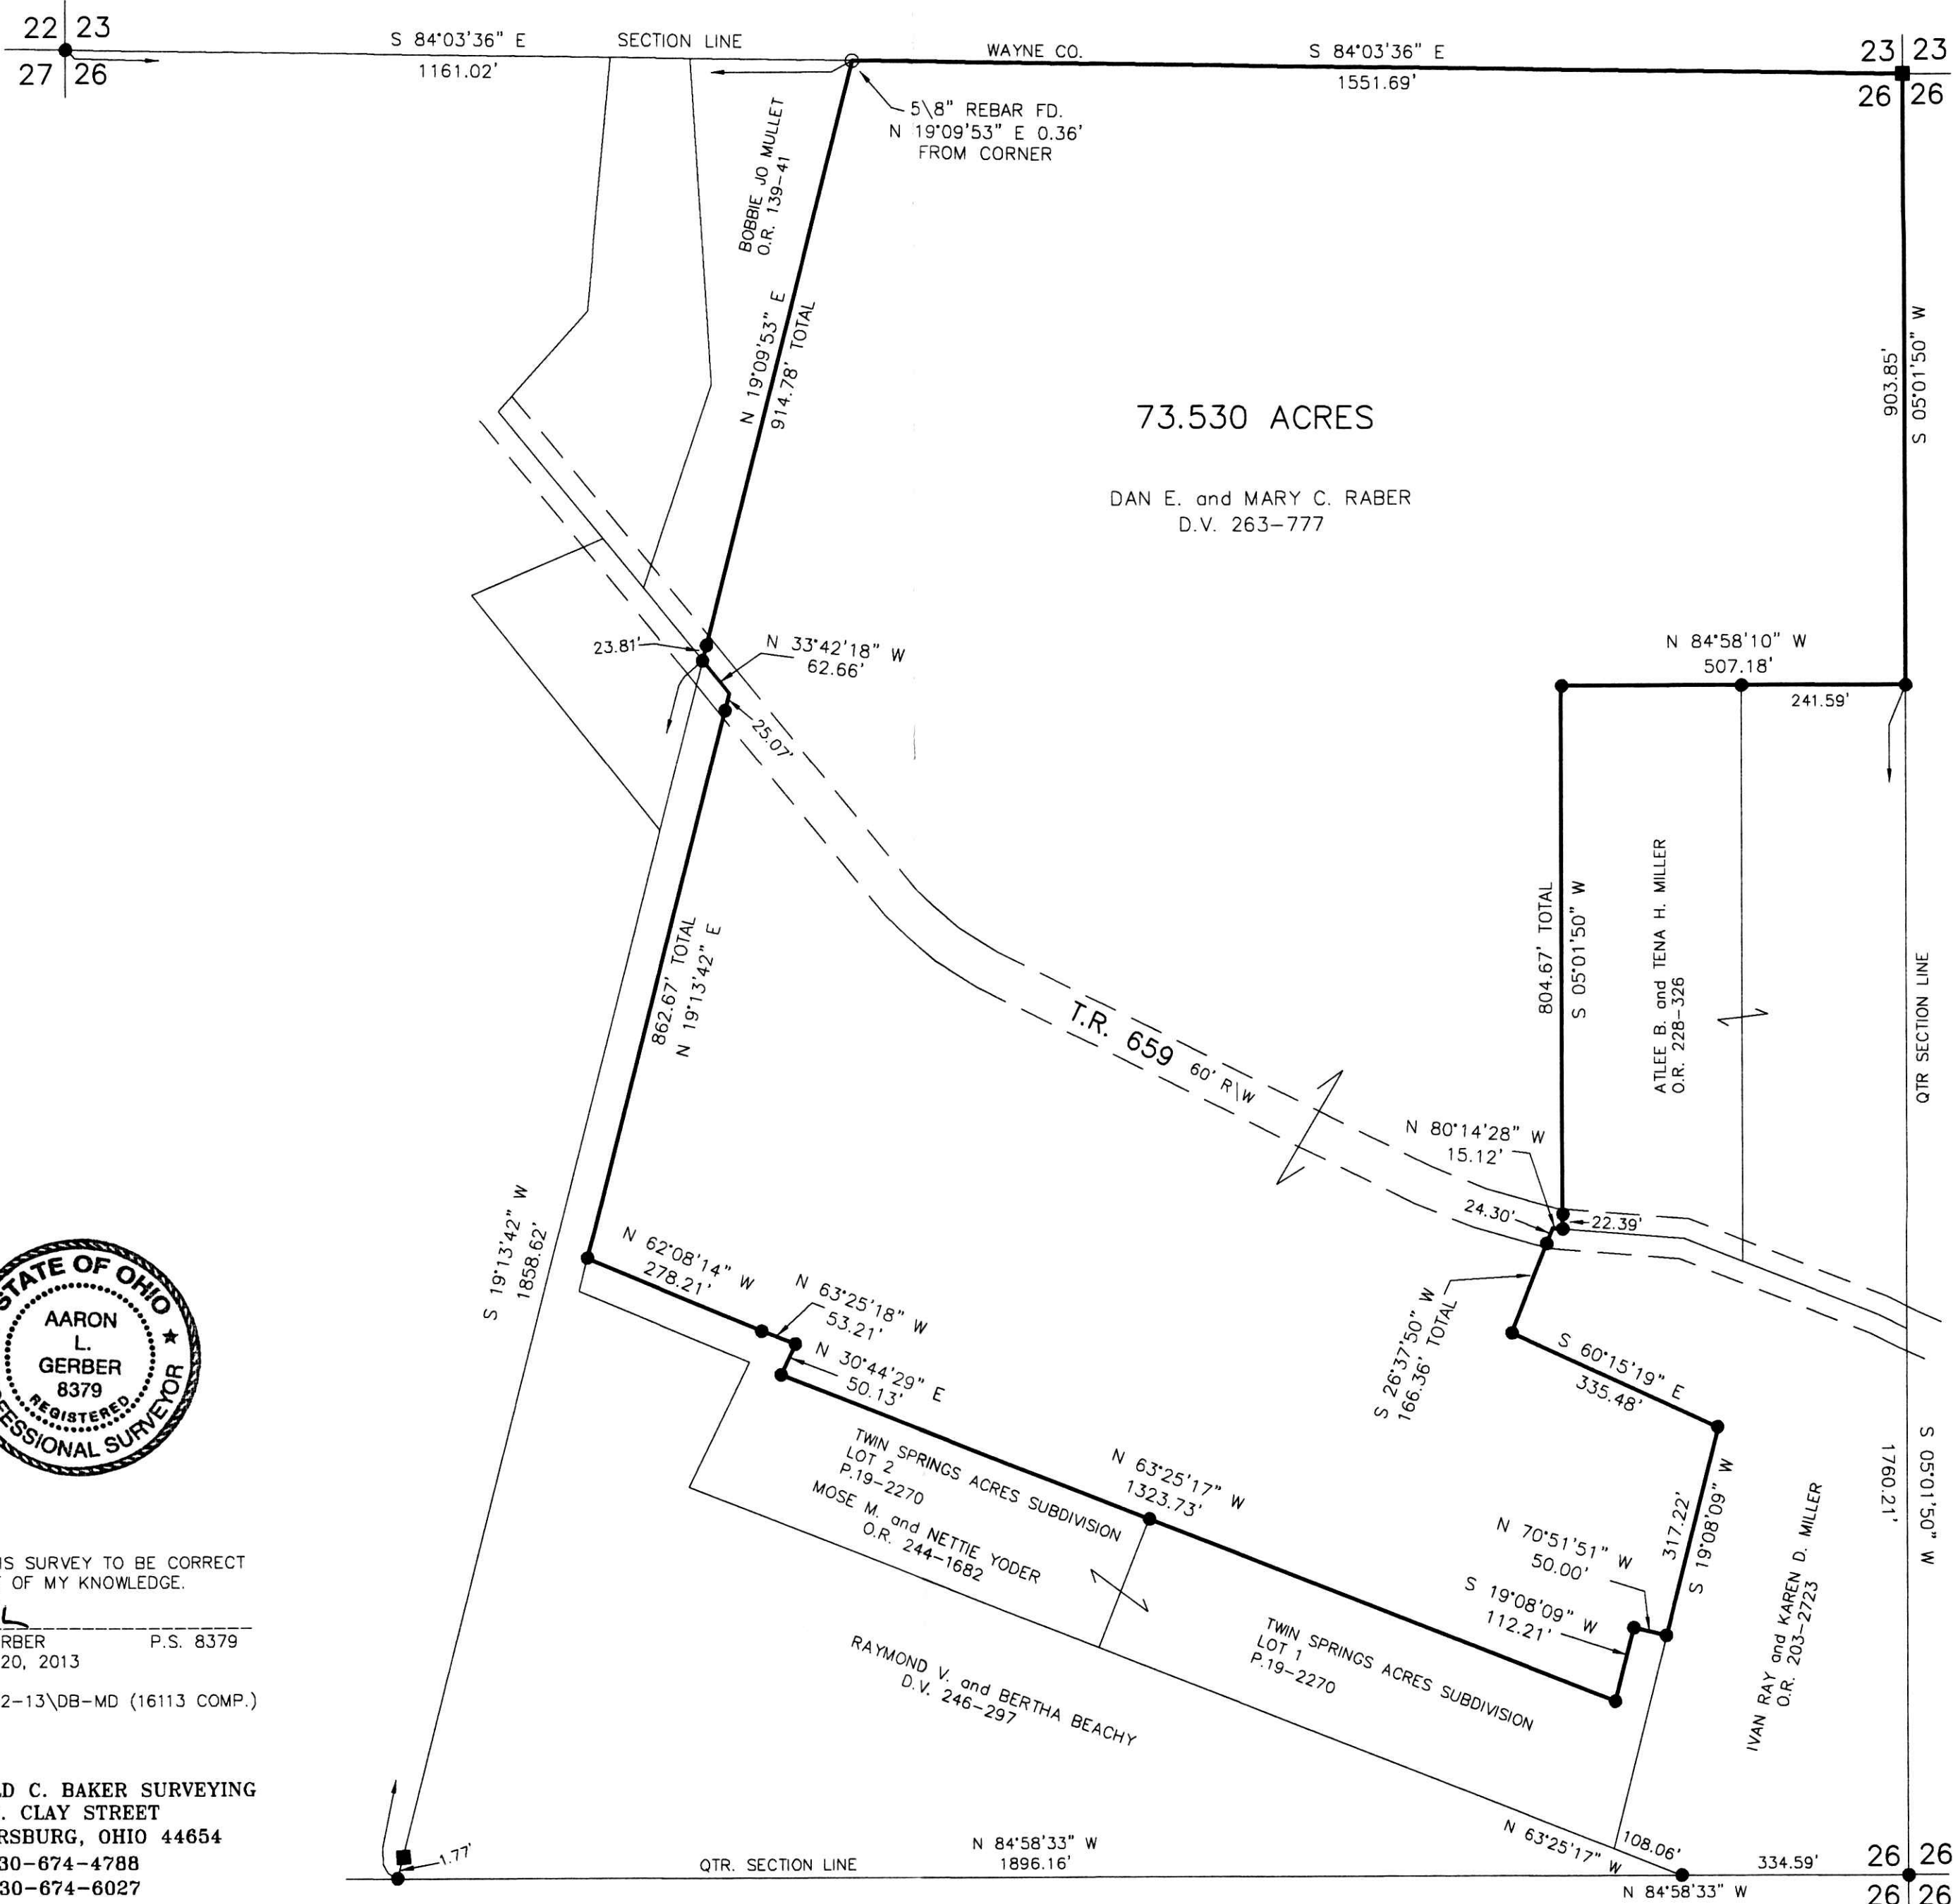 22 23
27 26
S 84°03'36" E
1161.02'
SECTION LINE
WAYNE CO.
S 84°03'36" E
1551.69'
23 23
26 26
5\8" REBAR FD.
N 19°09'53" E 0.36'
FROM CORNER
BOBBIE JO MULLET
O.R. 139-41
N 19°09'53" E
914.78' TOTAL
903.85'
S 05°01'50" W
73.530 ACRES
DAN E. and MARY C. RABER
D.V. 263-777
23.81'
N 33°42'18" W
62.66'
25.07'
N 84°58'10" W
507.18'
241.59'
862.67' TOTAL
N 19°13'42" E
804.67' TOTAL
S 05°01'50" W
ATLEE B. and TENA H. MILLER
O.R. 228-326
QTR SECTION LINE
T.R. 659 60' R\W
N 80°14'28" W
15.12'
24.30'
22.39'
S 19°13'42" W
1858.62'
N 62°08'14" W
278.21'
N 63°25'18" W
53.21'
N 30°44'29" E
50.13'
S 26°37'50" W
166.36' TOTAL
S 60°15'19" E
335.48'
STATE OF OHIO
AARON
L.
GERBER
8379
REGISTERED
SURVEYOR
TWIN SPRINGS ACRES SUBDIVISION
LOT 2
P.19-2270
MOSE M. and NETTIE YODER
O.R. 244-1682
N 63°25'17" W
1323.73'
317.22'
S 19°08'09" W
N 70°51'51" W
50.00'
S 19°08'09" W
112.21'
S 05°01'50" W
1760.21'
IVAN RAY and KAREN D. MILLER
O.R. 203-2723
TWIN SPRINGS ACRES SUBDIVISION
LOT 1
P.19-2270
RAYMOND V. and BERTHA BEACHY
D.V. 246-297
IS SURVEY TO BE CORRECT
OF MY KNOWLEDGE.
RBER P.S. 8379
20, 2013
2-13\DB-MD (16113 COMP.)
D C. BAKER SURVEYING
. CLAY STREET
RSBURG, OHIO 44654
30-674-4788
30-674-6027
1.77'
QTR. SECTION LINE
N 84°58'33" W
1896.16'
N 63°25'17" W
108.06'
334.59'
N 84°58'33" W
26 26
26 26